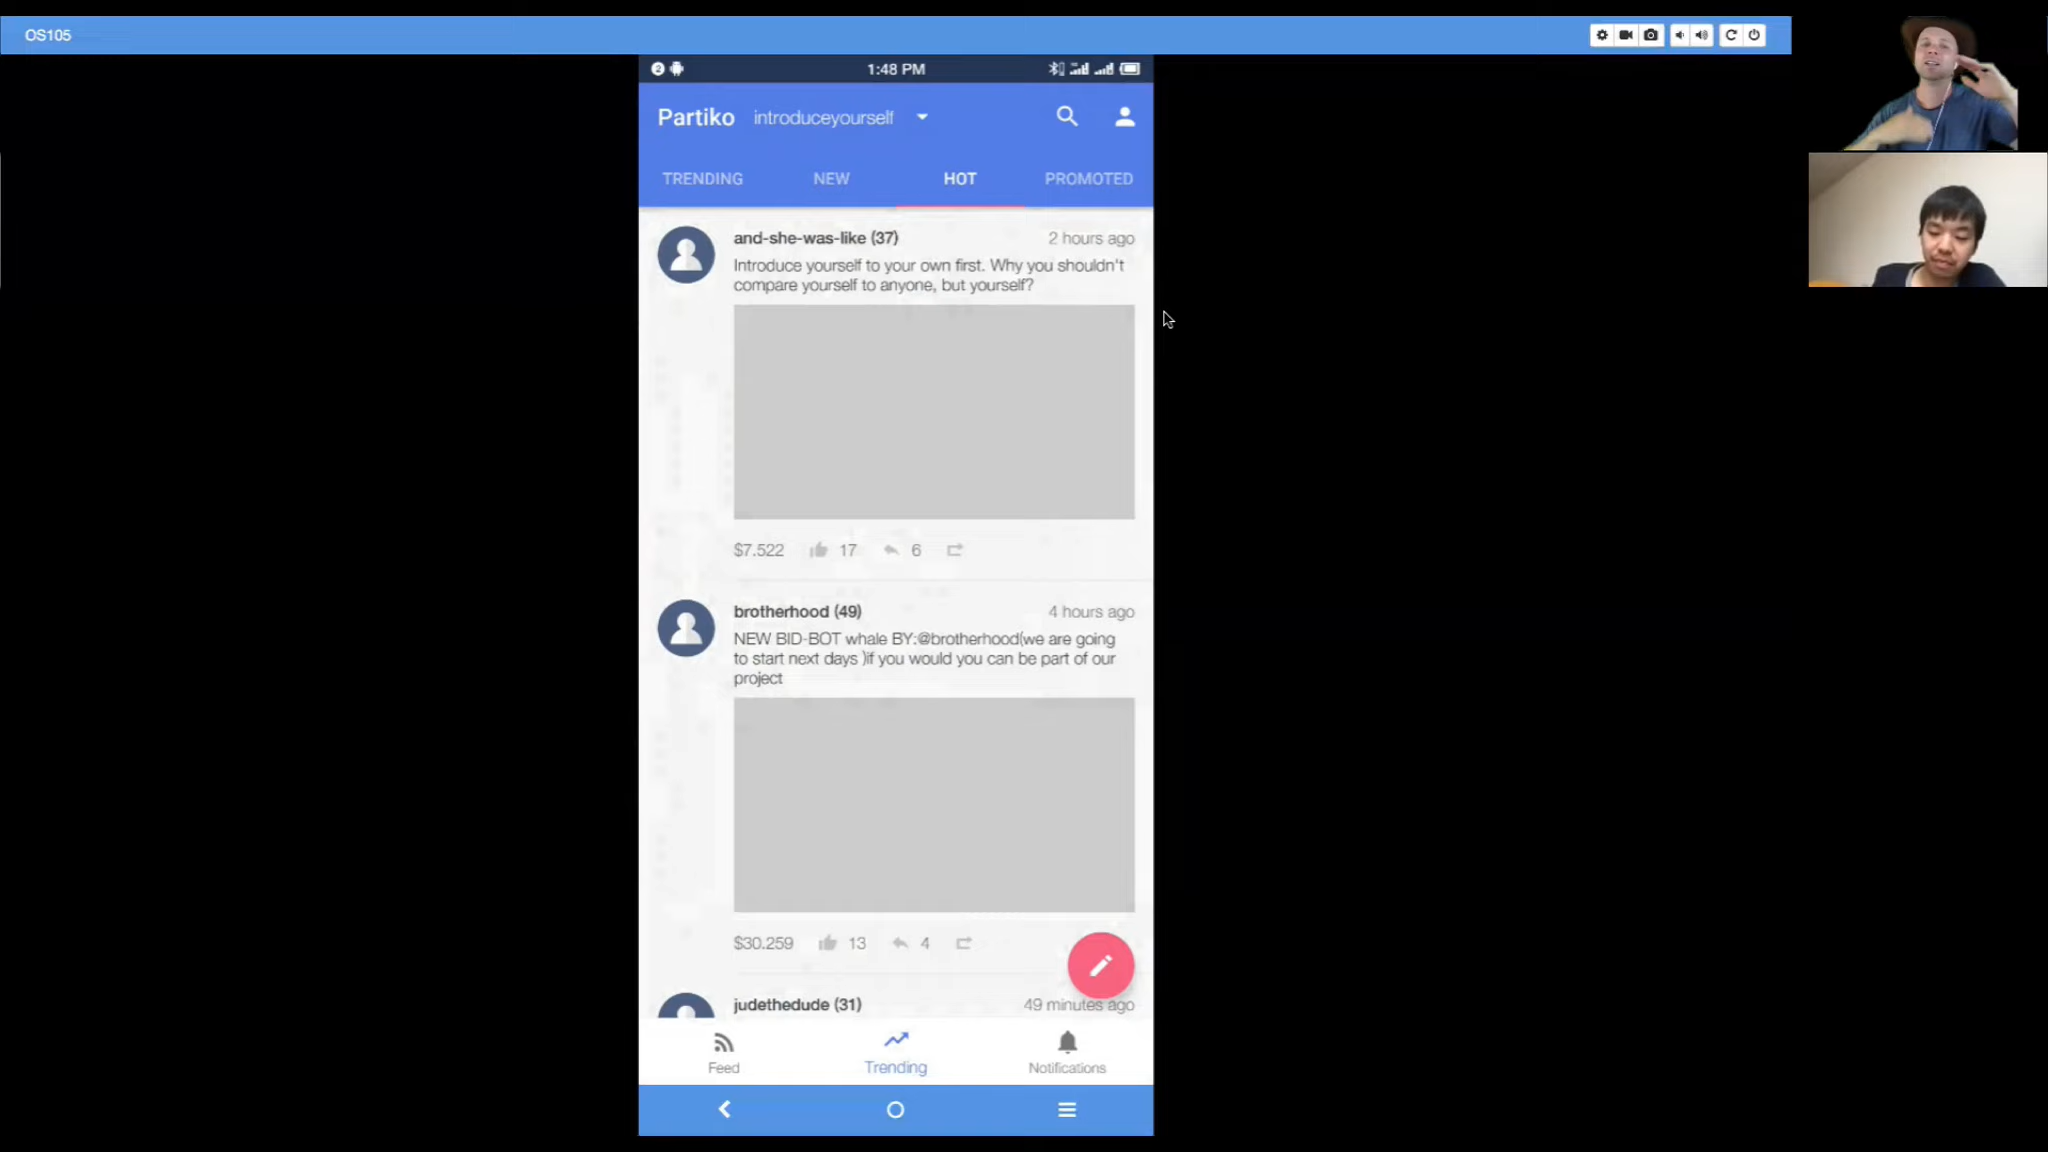 OS105
2
1:48 PM
Partiko introduceyourself
TRENDING NEW HOT PROMOTED
and-she-was-like (37) 2 hours ago
Introduce yourself to your own first. Why you shouldn't
compare yourself to anyone, but yourself?
$7.522 17 6
brotherhood (49) 4 hours ago
NEW BID-BOT whale BY:@brotherhood(we are going
to start next days )if you would you can be part of our
project
$30.259 13 4
judethedude (31) 49 minutes ago
Feed Trending Notifications